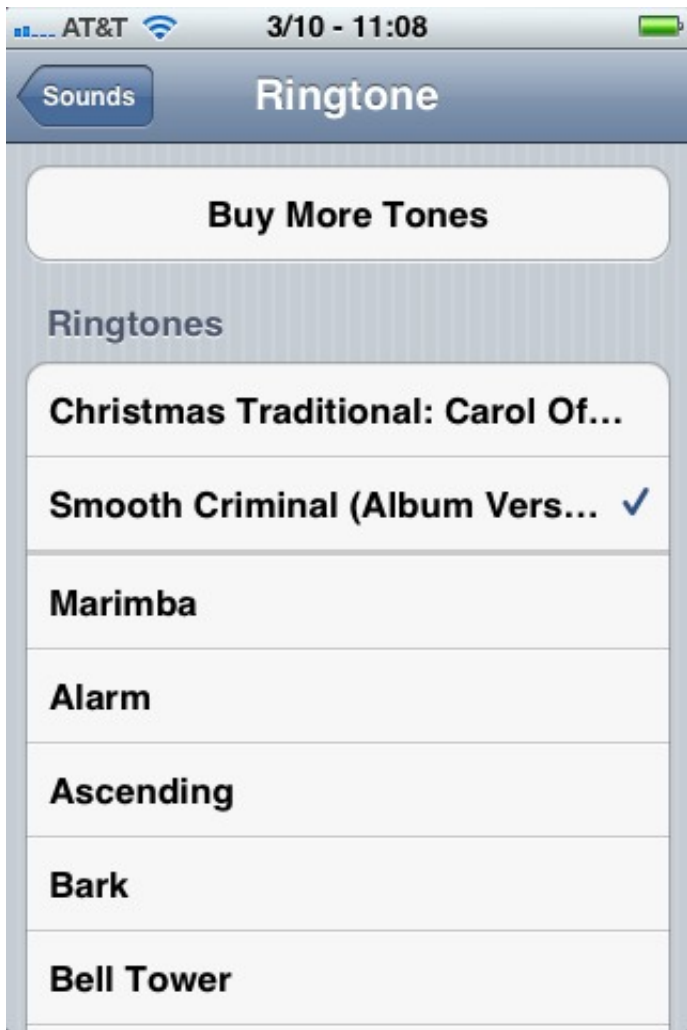 AT&T 3/10 - 11:08
Sounds Ringtone
Buy More Tones
Ringtones
Christmas Traditional: Carol Of...
Smooth Criminal (Album Vers... ✓
Marimba
Alarm
Ascending
Bark
Bell Tower